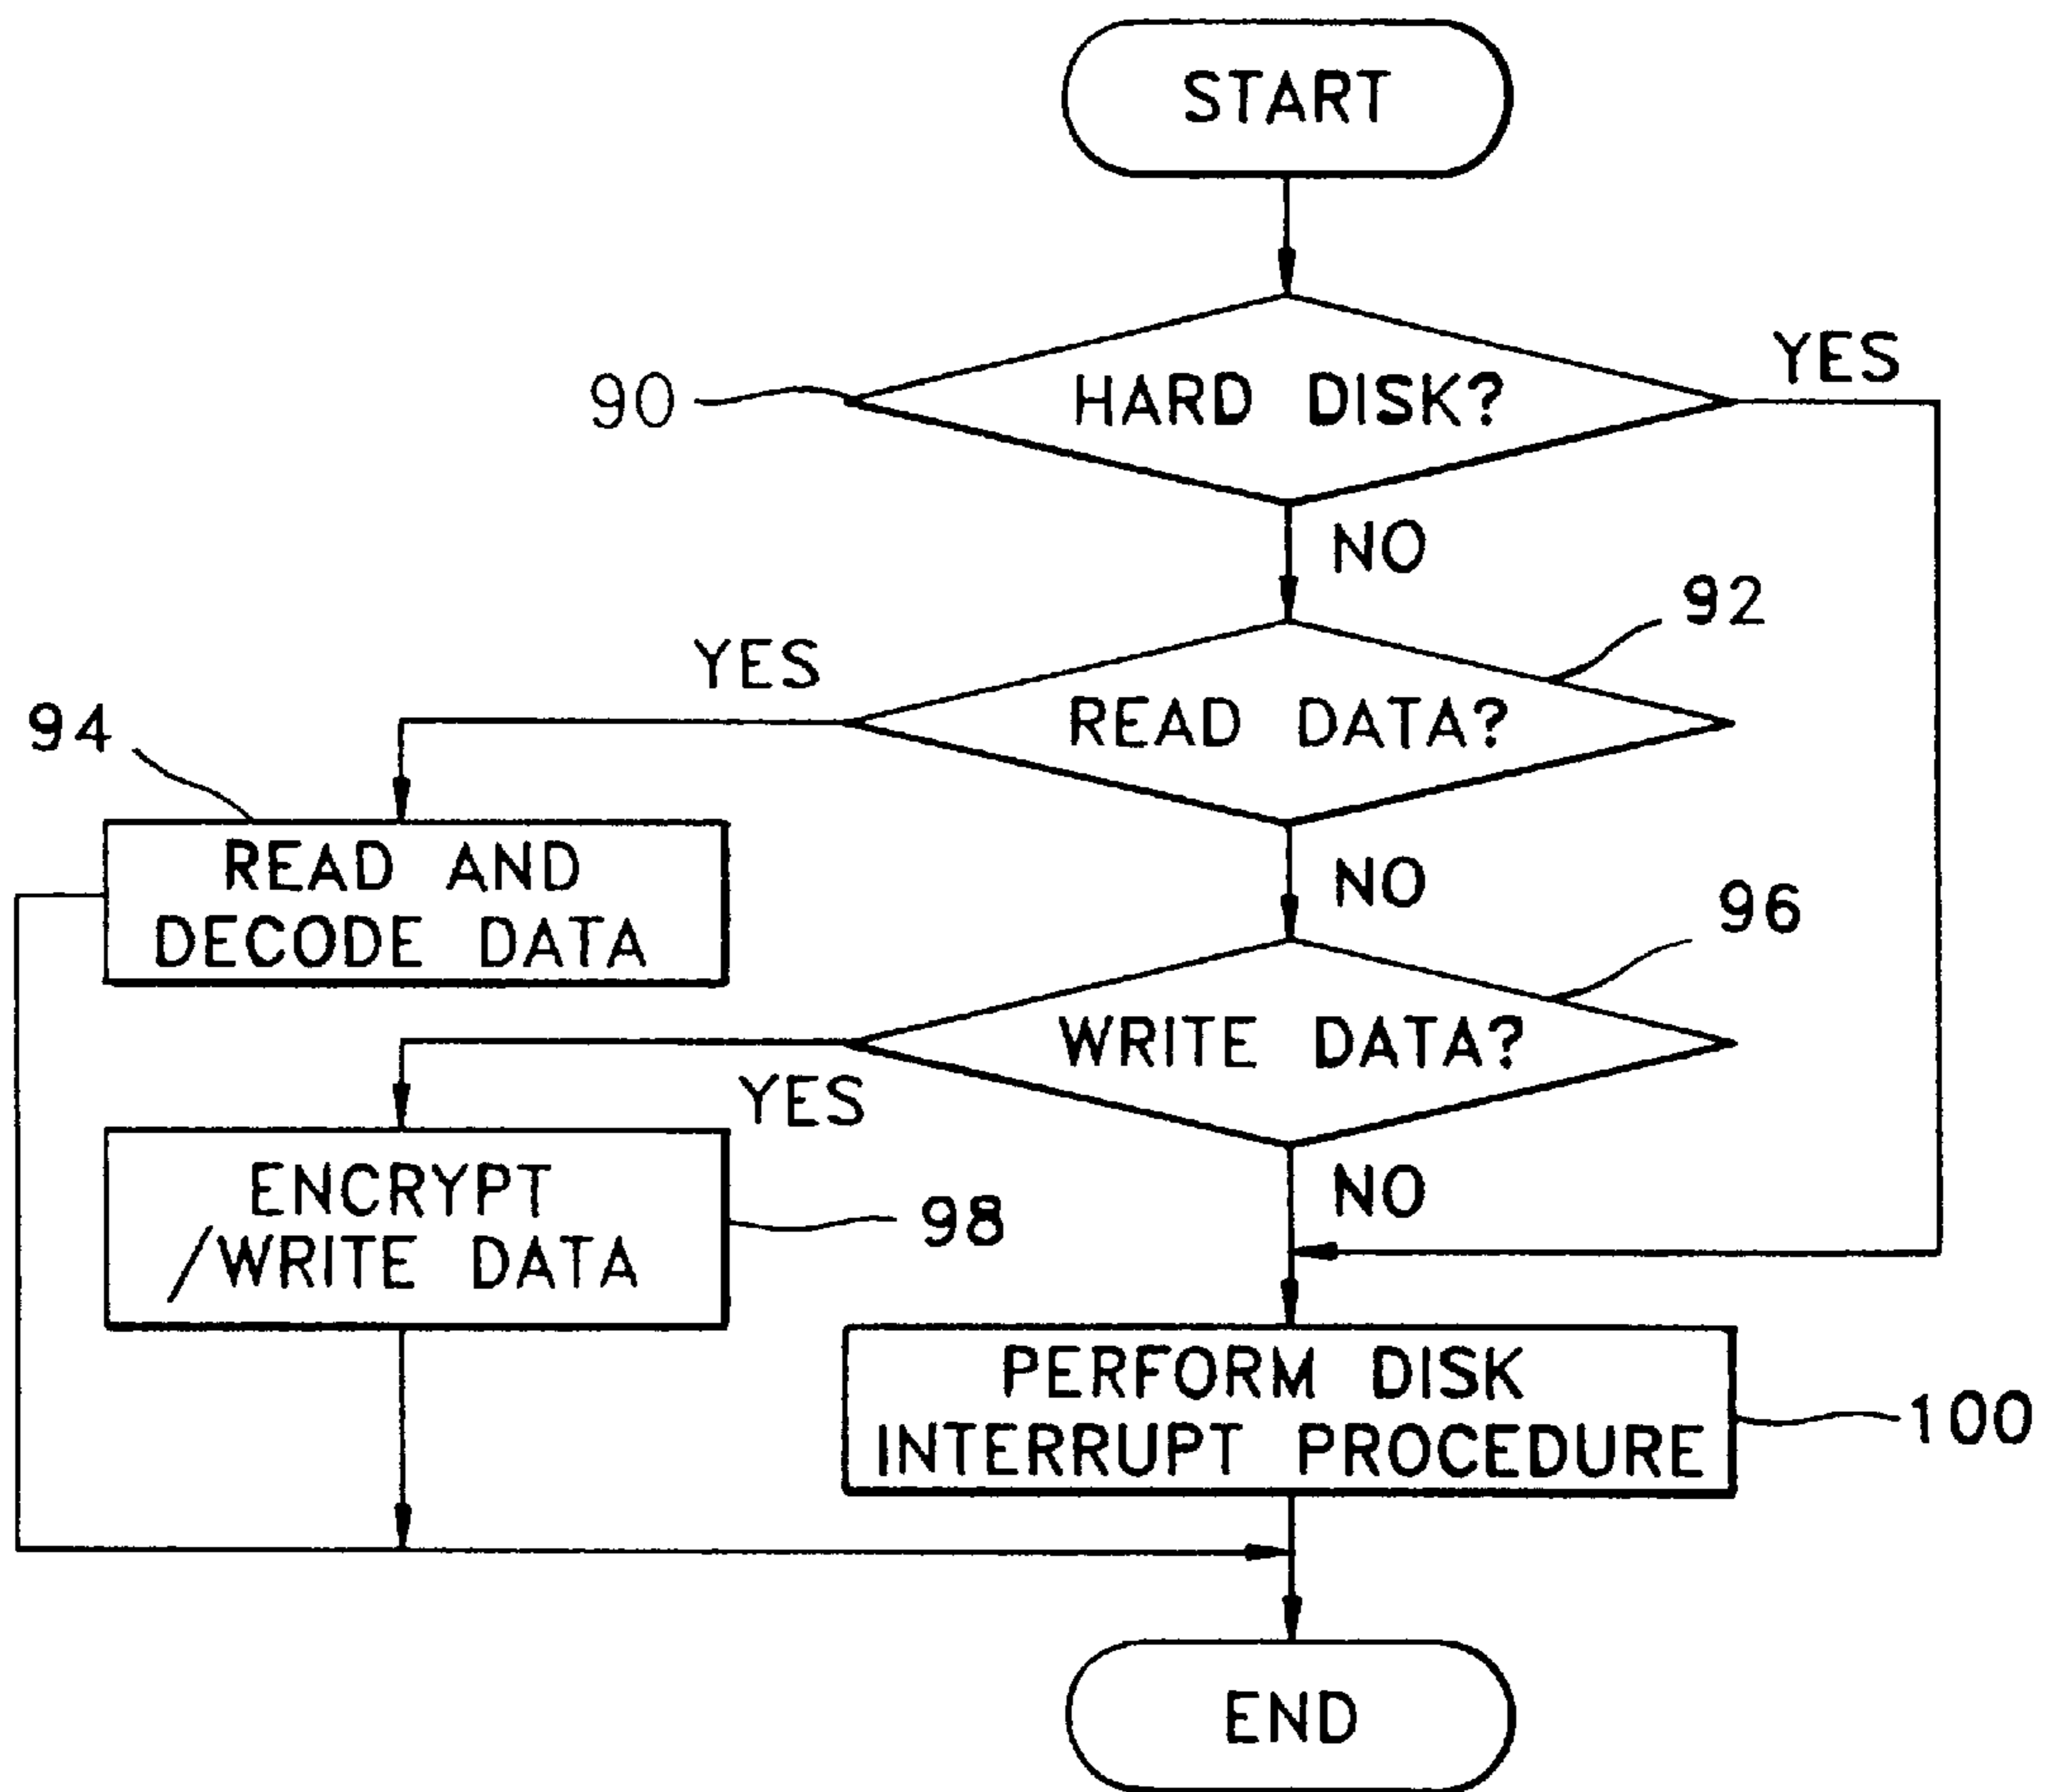 START
YES
90
HARD DISK?
NO
92
YES
READ DATA?
94
READ AND
DECODE DATA
NO
96
WRITE DATA?
YES
ENCRYPT
/WRITE DATA
98
NO
PERFORM DISK
INTERRUPT PROCEDURE
100
END